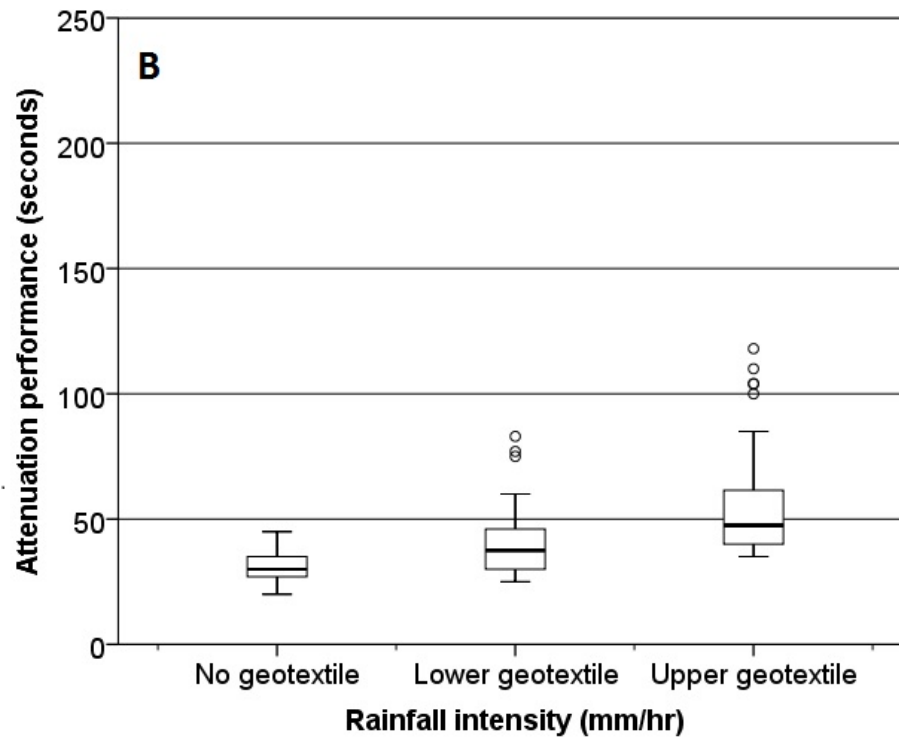 B
Attenuation performance (seconds)
250
200
150
100
50
0
No geotextile Lower geotextile Upper geotextile
Rainfall intensity (mm/hr)